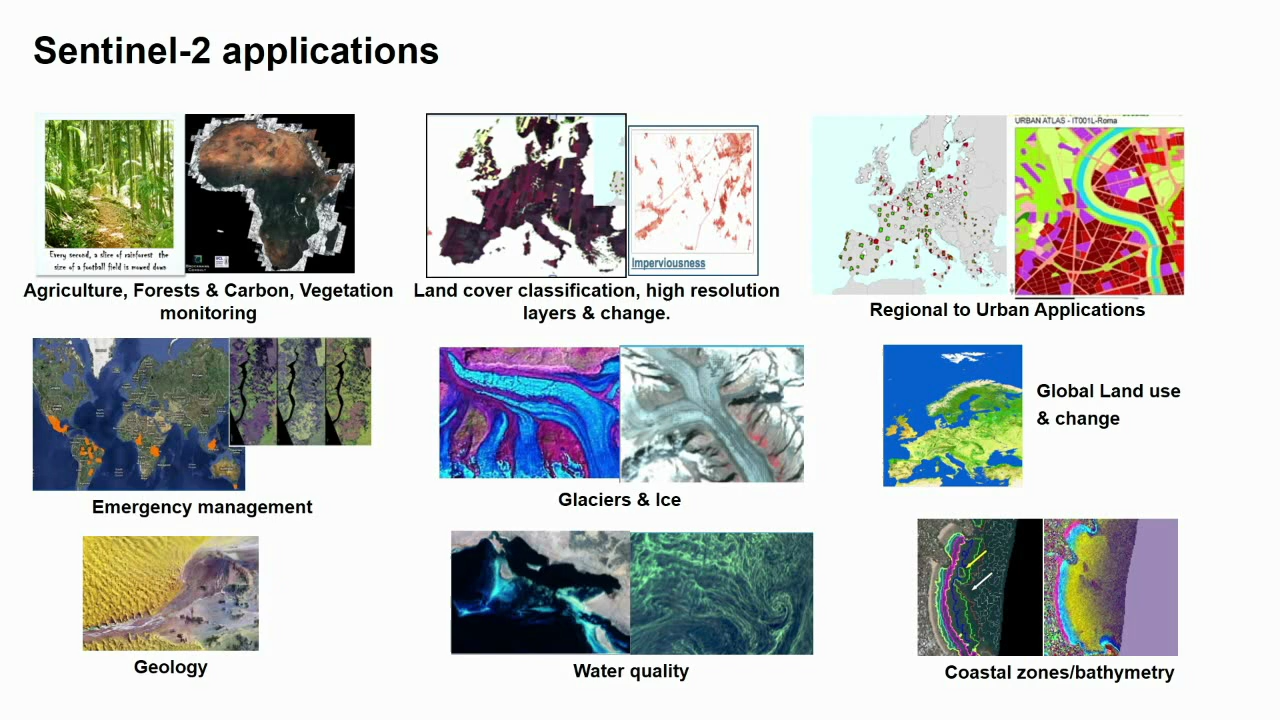 Sentinel-2 applications
Every second, a slice of rainforest the
size of a football field is mowed down
Agriculture, Forests & Carbon, Vegetation
monitoring
Imperviousness
Land cover classification, high resolution
layers & change.
URBAN ATLAS - IT001L-Roma
Regional to Urban Applications
Emergency management
Glaciers & Ice
Global Land use
& change
Geology
Water quality
Coastal zones/bathymetry